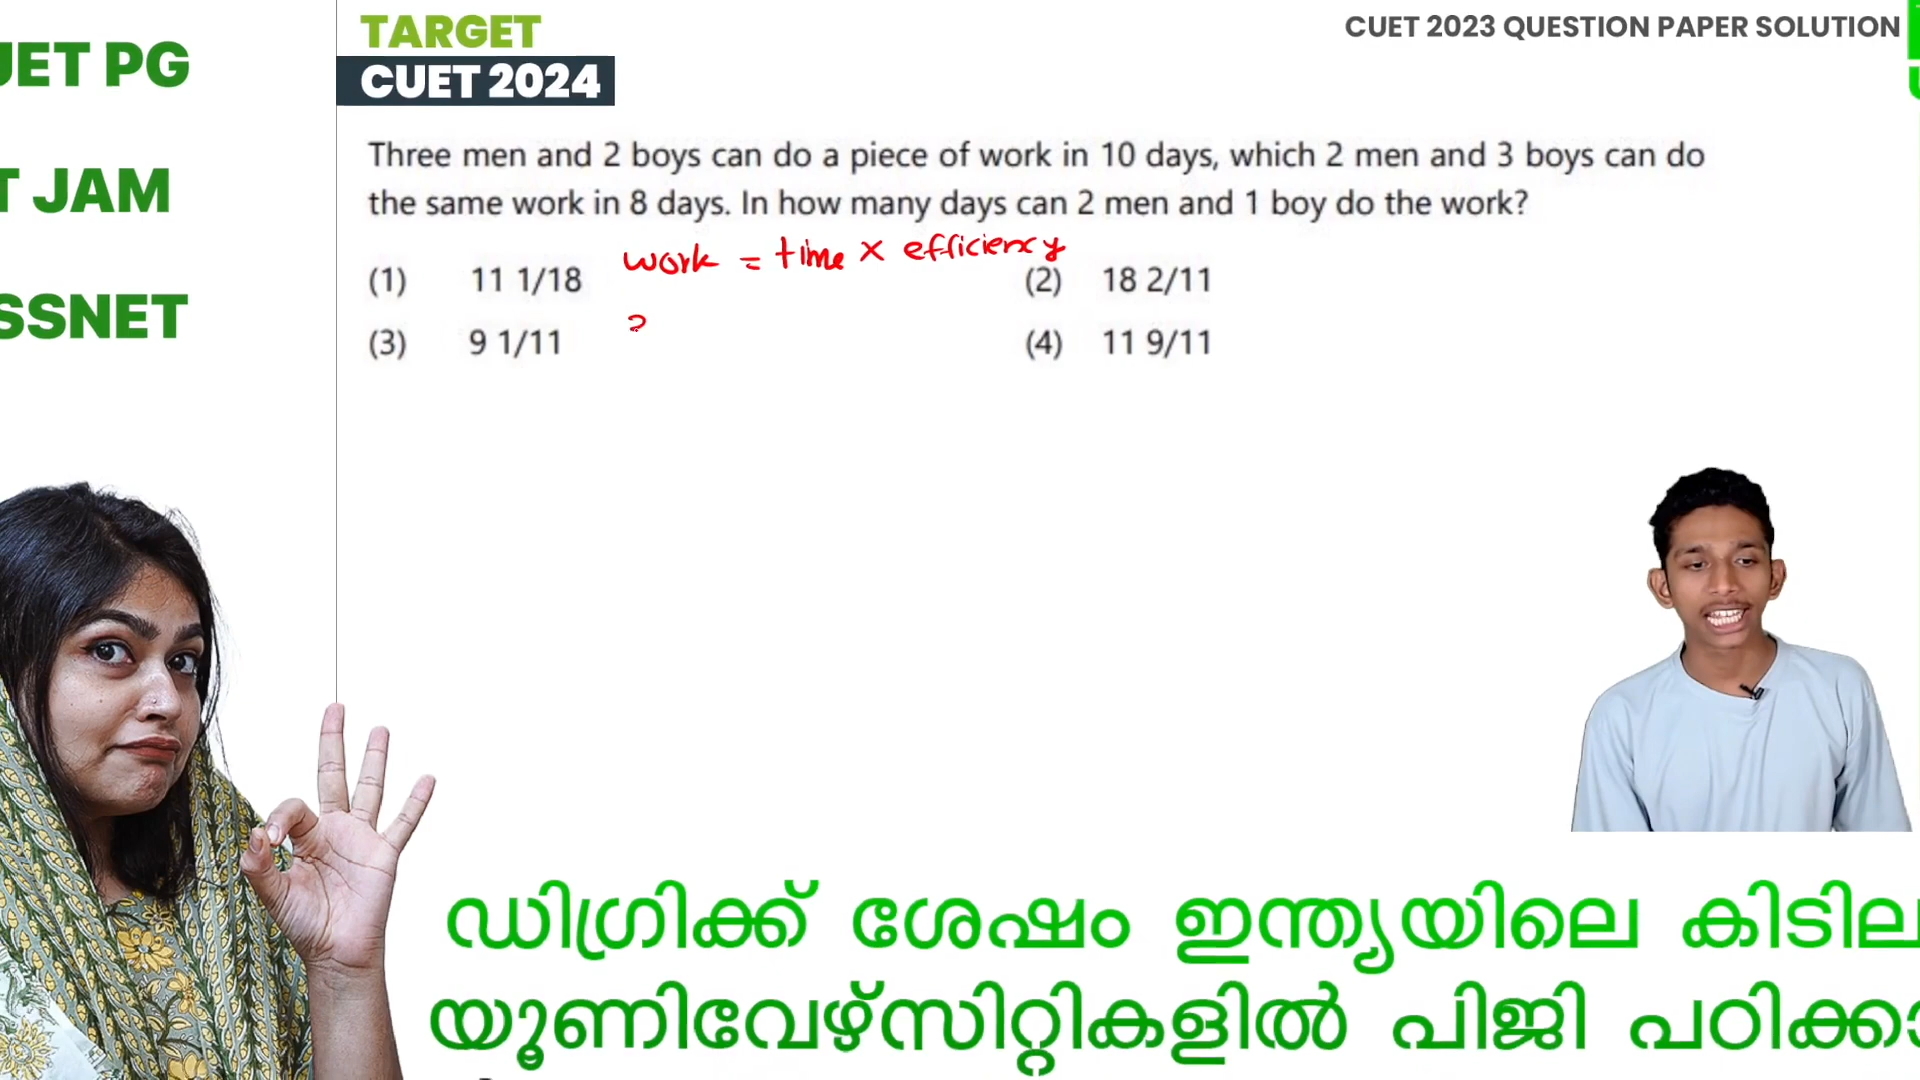 UET PG
T JAM
SSNET
TARGET
CUET 2024
CUET 2023 QUESTION PAPER SOLUTION
Three men and 2 boys can do a piece of work in 10 days, which 2 men and 3 boys can do
the same work in 8 days. In how many days can 2 men and 1 boy do the work?
work = time × efficiency
(1) 11 1/18
(2) 18 2/11
(3) 9 1/11
(4) 11 9/11
ഡിഗ്രിക്ക് ശേഷം ഇന്ത്യയിലെ കിടില
യൂണിവേഴ്സിറ്റികളിൽ പിജി പഠിക്കാ